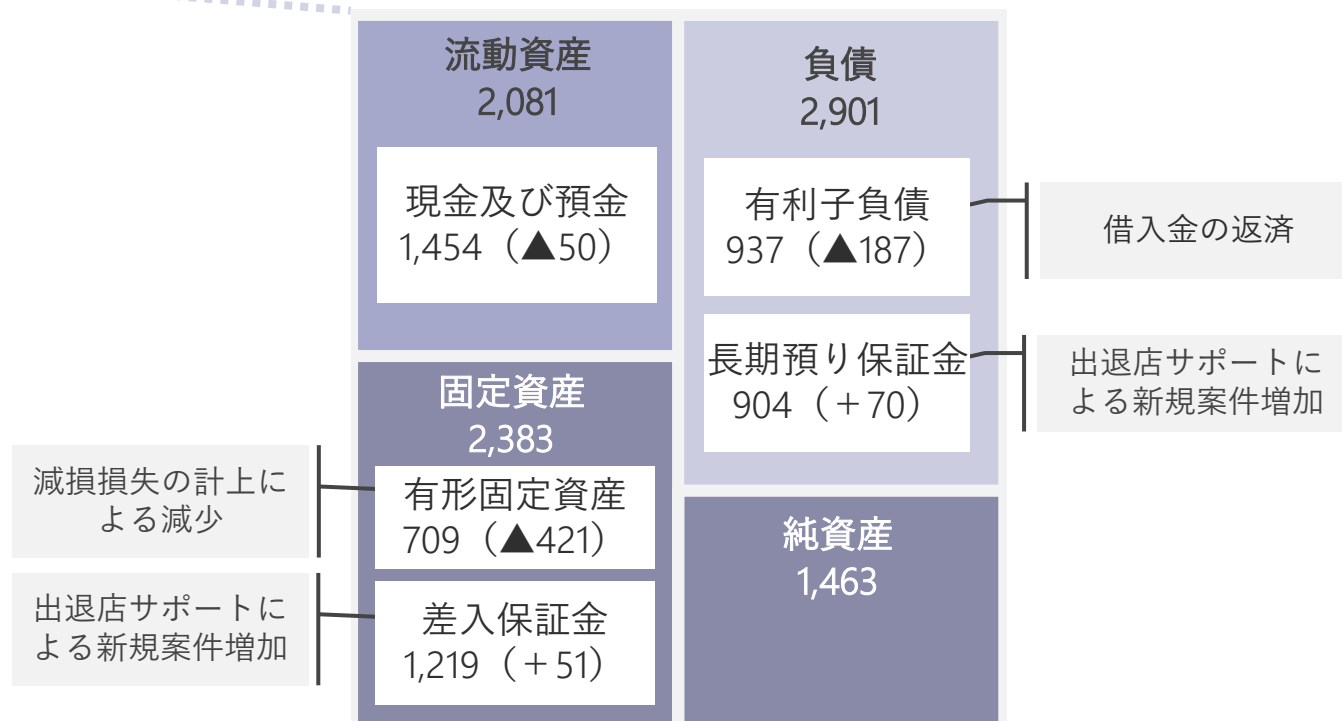 流動資産
2,081
現金及び預金
1,454（▲50）
固定資産
2,383
有形固定資産
709（▲421）
差入保証金
1,219（＋51）
減損損失の計上に
よる減少
出退店サポートに
よる新規案件増加
負債
2,901
有利子負債
937（▲187）
長期預り保証金
904（＋70）
純資産
1,463
借入金の返済
出退店サポートに
よる新規案件増加